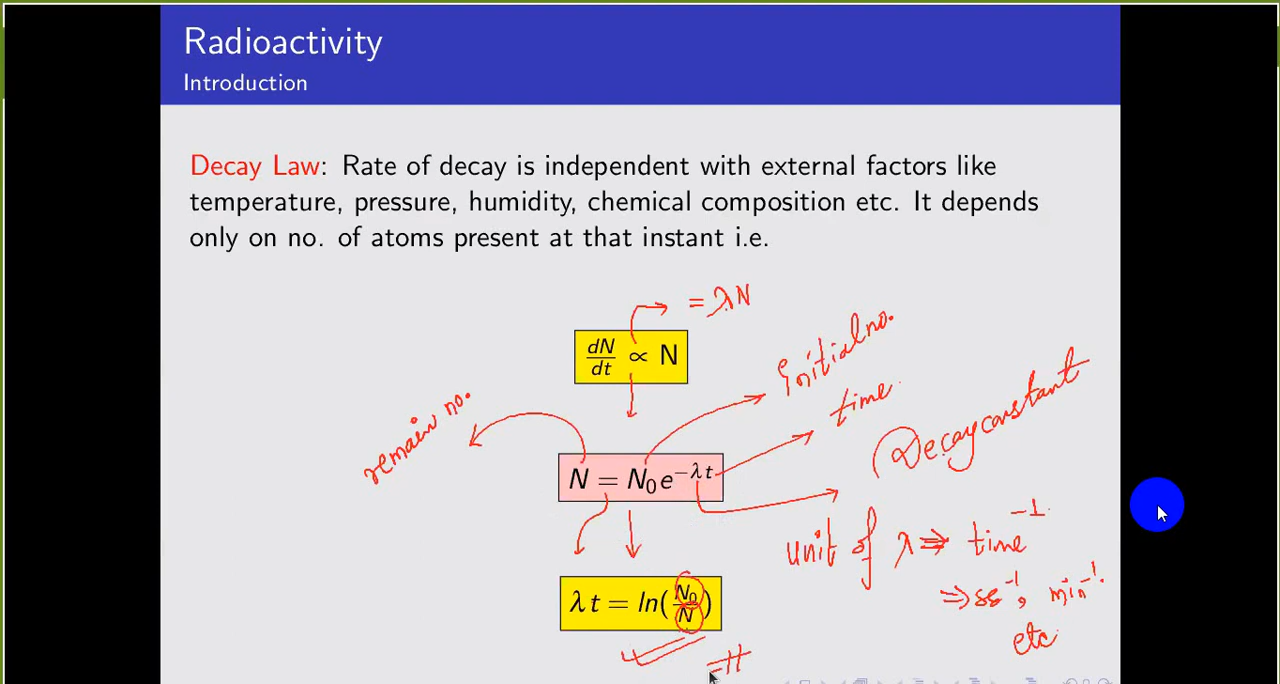 Radioactivity
Introduction
Decay Law: Rate of decay is independent with external factors like
temperature, pressure, humidity, chemical composition etc. It depends
only on no. of atoms present at that instant i.e.
= λN
dN/dt ∝ N
Initial no.
time
remain no.
Decay constant
N = N₀e^{-λt}
unit of λ ⇒ time⁻¹
⇒ ss⁻¹, min⁻¹
etc
λt = ln(N₀/N)